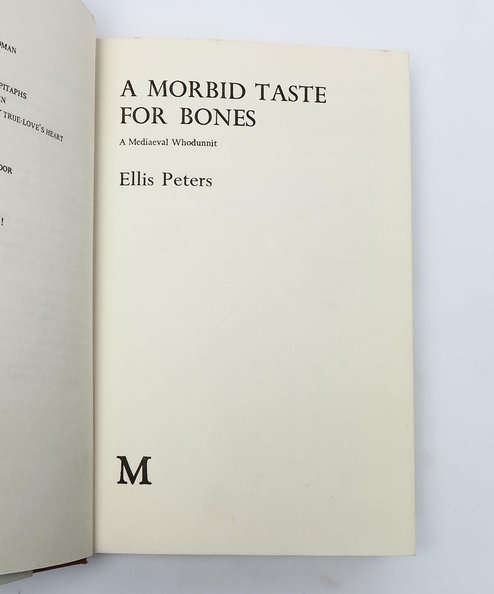 OMAN
PITAPHS
N
TRUE-LOVE'S HEART
OOR
!
A MORBID TASTE
FOR BONES
A Mediaeval Whodunnit
Ellis Peters
M